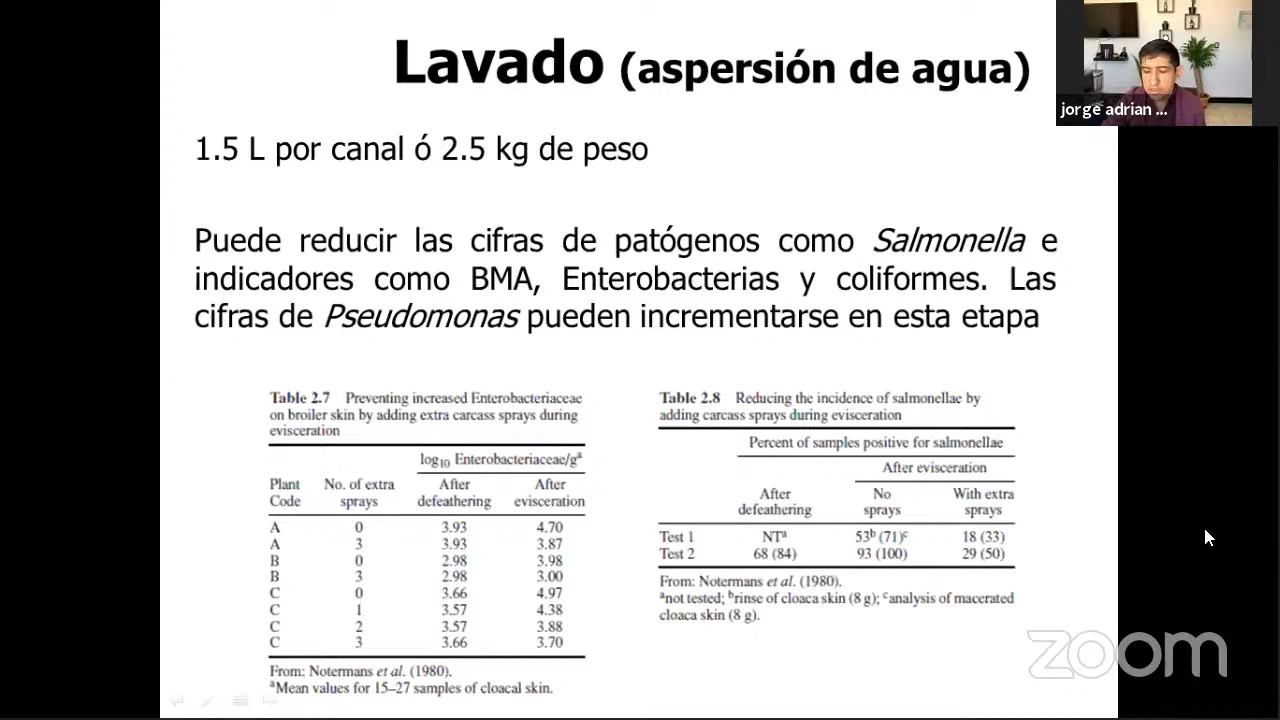 Lavado (aspersión de agua)
jorge adrian ...
1.5 L por canal ó 2.5 kg de peso
Puede reducir las cifras de patógenos como Salmonella e
indicadores como BMA, Enterobacterias y coliformes. Las
cifras de Pseudomonas pueden incrementarse en esta etapa
Table 2.7 Preventing increased Enterobacteriaceae
on broiler skin by adding extra carcass sprays during
evisceration
log10 Enterobacteriaceae/gª
Plant Code No. of extra sprays After defeathering After evisceration
A 0 3.93 4.70
A 3 3.93 3.87
B 0 2.98 3.98
B 3 2.98 3.00
C 0 3.66 4.97
C 1 3.57 4.38
C 2 3.57 3.88
C 3 3.66 3.70
From: Notermans et al. (1980).
ªMean values for 15–27 samples of cloacal skin.
Table 2.8 Reducing the incidence of salmonellae by
adding carcass sprays during evisceration
Percent of samples positive for salmonellae
After evisceration
After defeathering No sprays With extra sprays
Test 1 NTª 53ᵇ (71)ᶜ 18 (33)
Test 2 68 (84) 93 (100) 29 (50)
From: Notermans et al. (1980).
ªnot tested; ᵇrinse of cloaca skin (8 g); ᶜanalysis of macerated
cloaca skin (8 g).
zoom